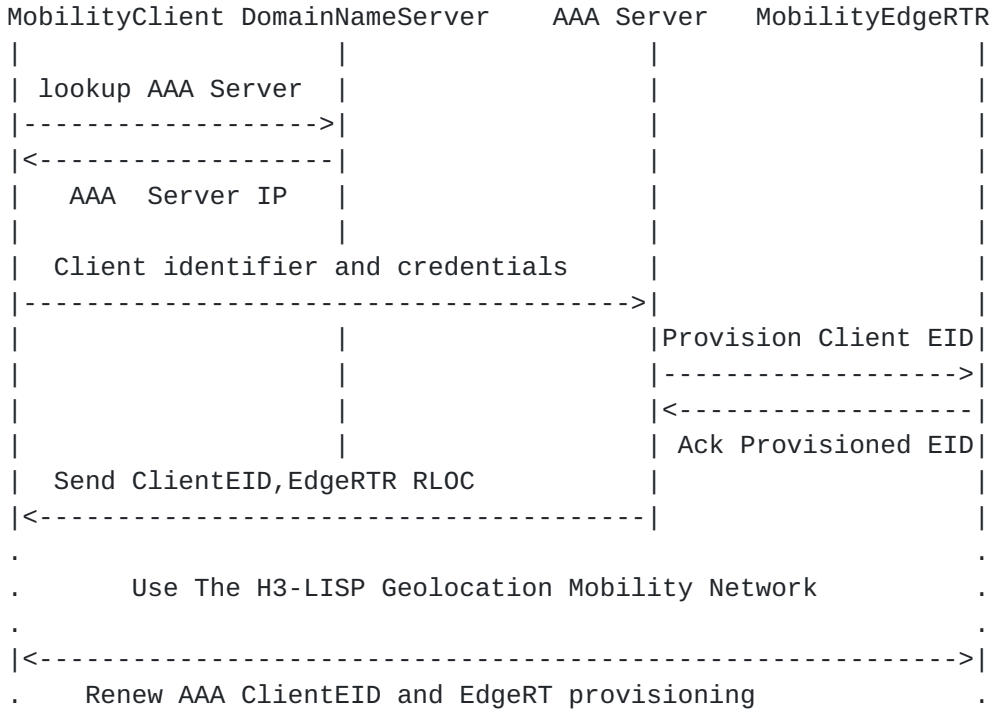 MobilityClient DomainNameServer    AAA Server   MobilityEdgeRTR
lookup AAA Server
AAA  Server IP
Client identifier and credentials
Provision Client EID
Ack Provisioned EID
Send ClientEID,EdgeRTR RLOC
Use The H3-LISP Geolocation Mobility Network
Renew AAA ClientEID and EdgeRT provisioning